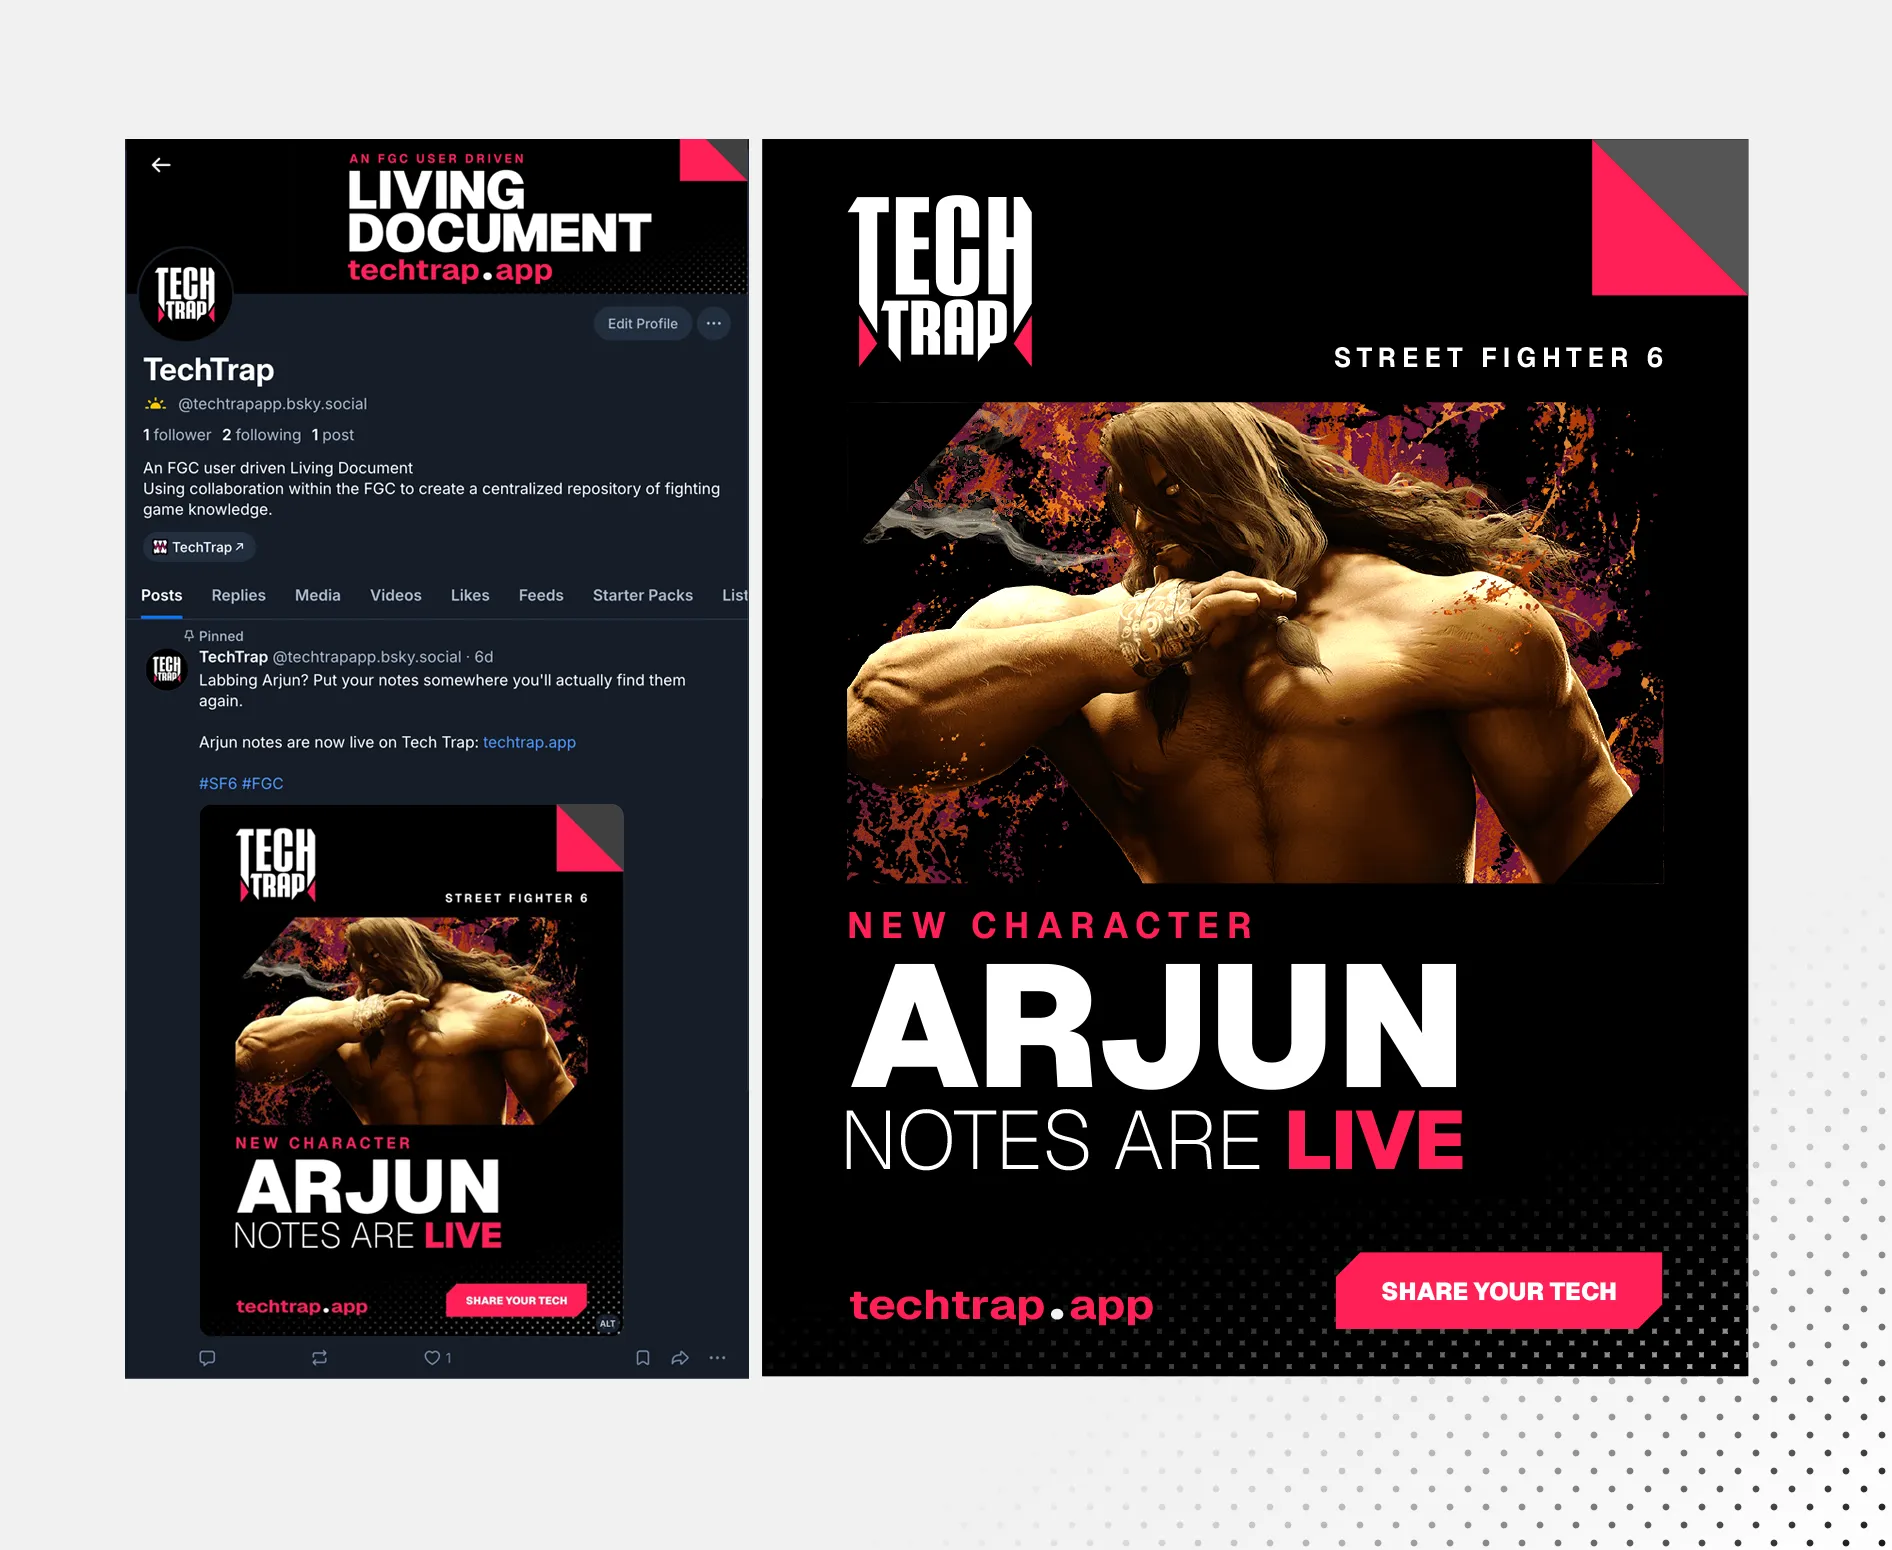 AN FGC USER DRIVEN
LIVING
DOCUMENT
techtrap.app
TECH
TRAP
Edit Profile
TechTrap
@techtrapapp.bsky.social
1 follower 2 following 1 post
An FGC user driven Living Document
Using collaboration within the FGC to create a centralized repository of fighting
game knowledge.
TechTrap↗
Posts Replies Media Videos Likes Feeds Starter Packs List
Pinned
TECH
TRAP
TechTrap @techtrapapp.bsky.social · 6d
Labbing Arjun? Put your notes somewhere you'll actually find them
again.
Arjun notes are now live on Tech Trap: techtrap.app
#SF6 #FGC
TECH
TRAP
STREET FIGHTER 6
NEW CHARACTER
ARJUN
NOTES ARE LIVE
techtrap.app
SHARE YOUR TECH
ALT
1
TECH
TRAP
STREET FIGHTER 6
NEW CHARACTER
ARJUN
NOTES ARE LIVE
techtrap.app
SHARE YOUR TECH